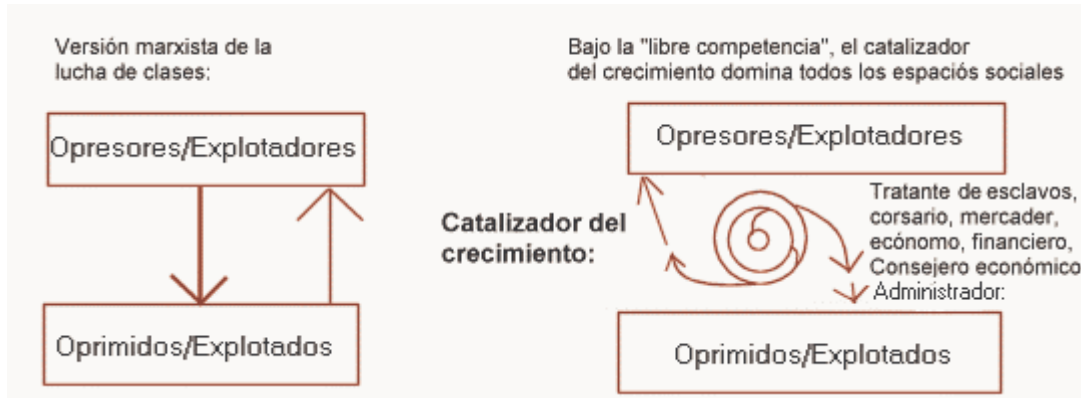 Versión marxista de la
lucha de clases:
Opresores/Explotadores
Oprimidos/Explotados
Bajo la "libre competencia", el catalizador
del crecimiento domina todos los espaciós sociales
Opresores/Explotadores
Catalizador del
crecimiento:
Tratante de esclavos,
corsario, mercader,
ecónomo, financiero,
Consejero económico
Administrador:
Oprimidos/Explotados